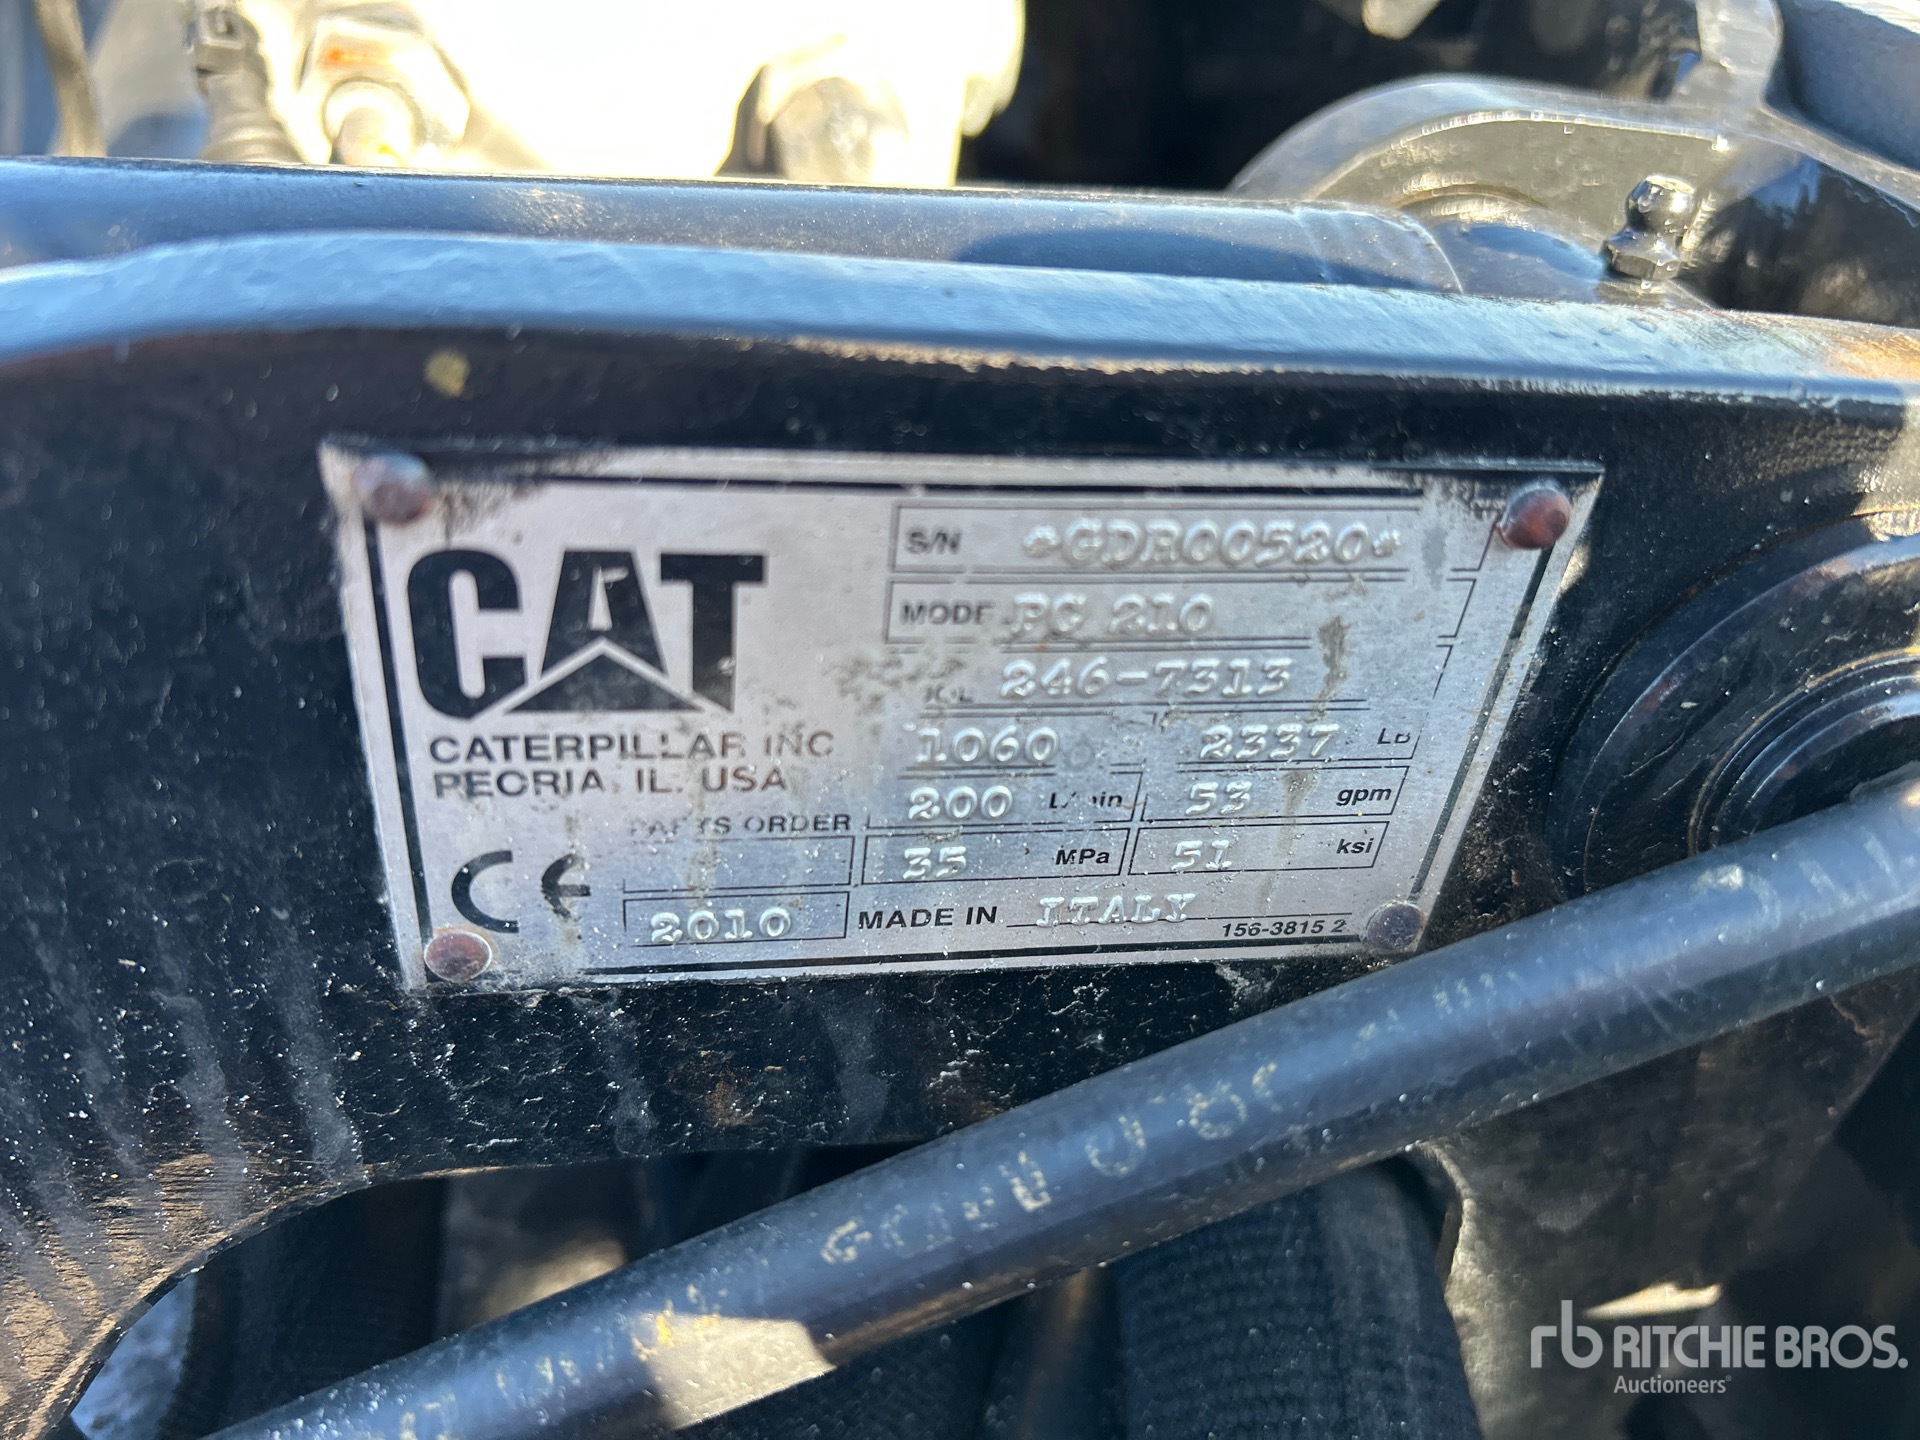 CAT
CATERPILLAR INC
PEORIA, IL. USA
S/N *GDR00520*
MODE PC 210
246-7313
1060 2337 LB
200 L/min 53 gpm
PARTS ORDER
35 MPa 51 ksi
CE
2010 MADE IN ITALY
156-3815 2
rb RITCHIE BROS.
Auctioneers